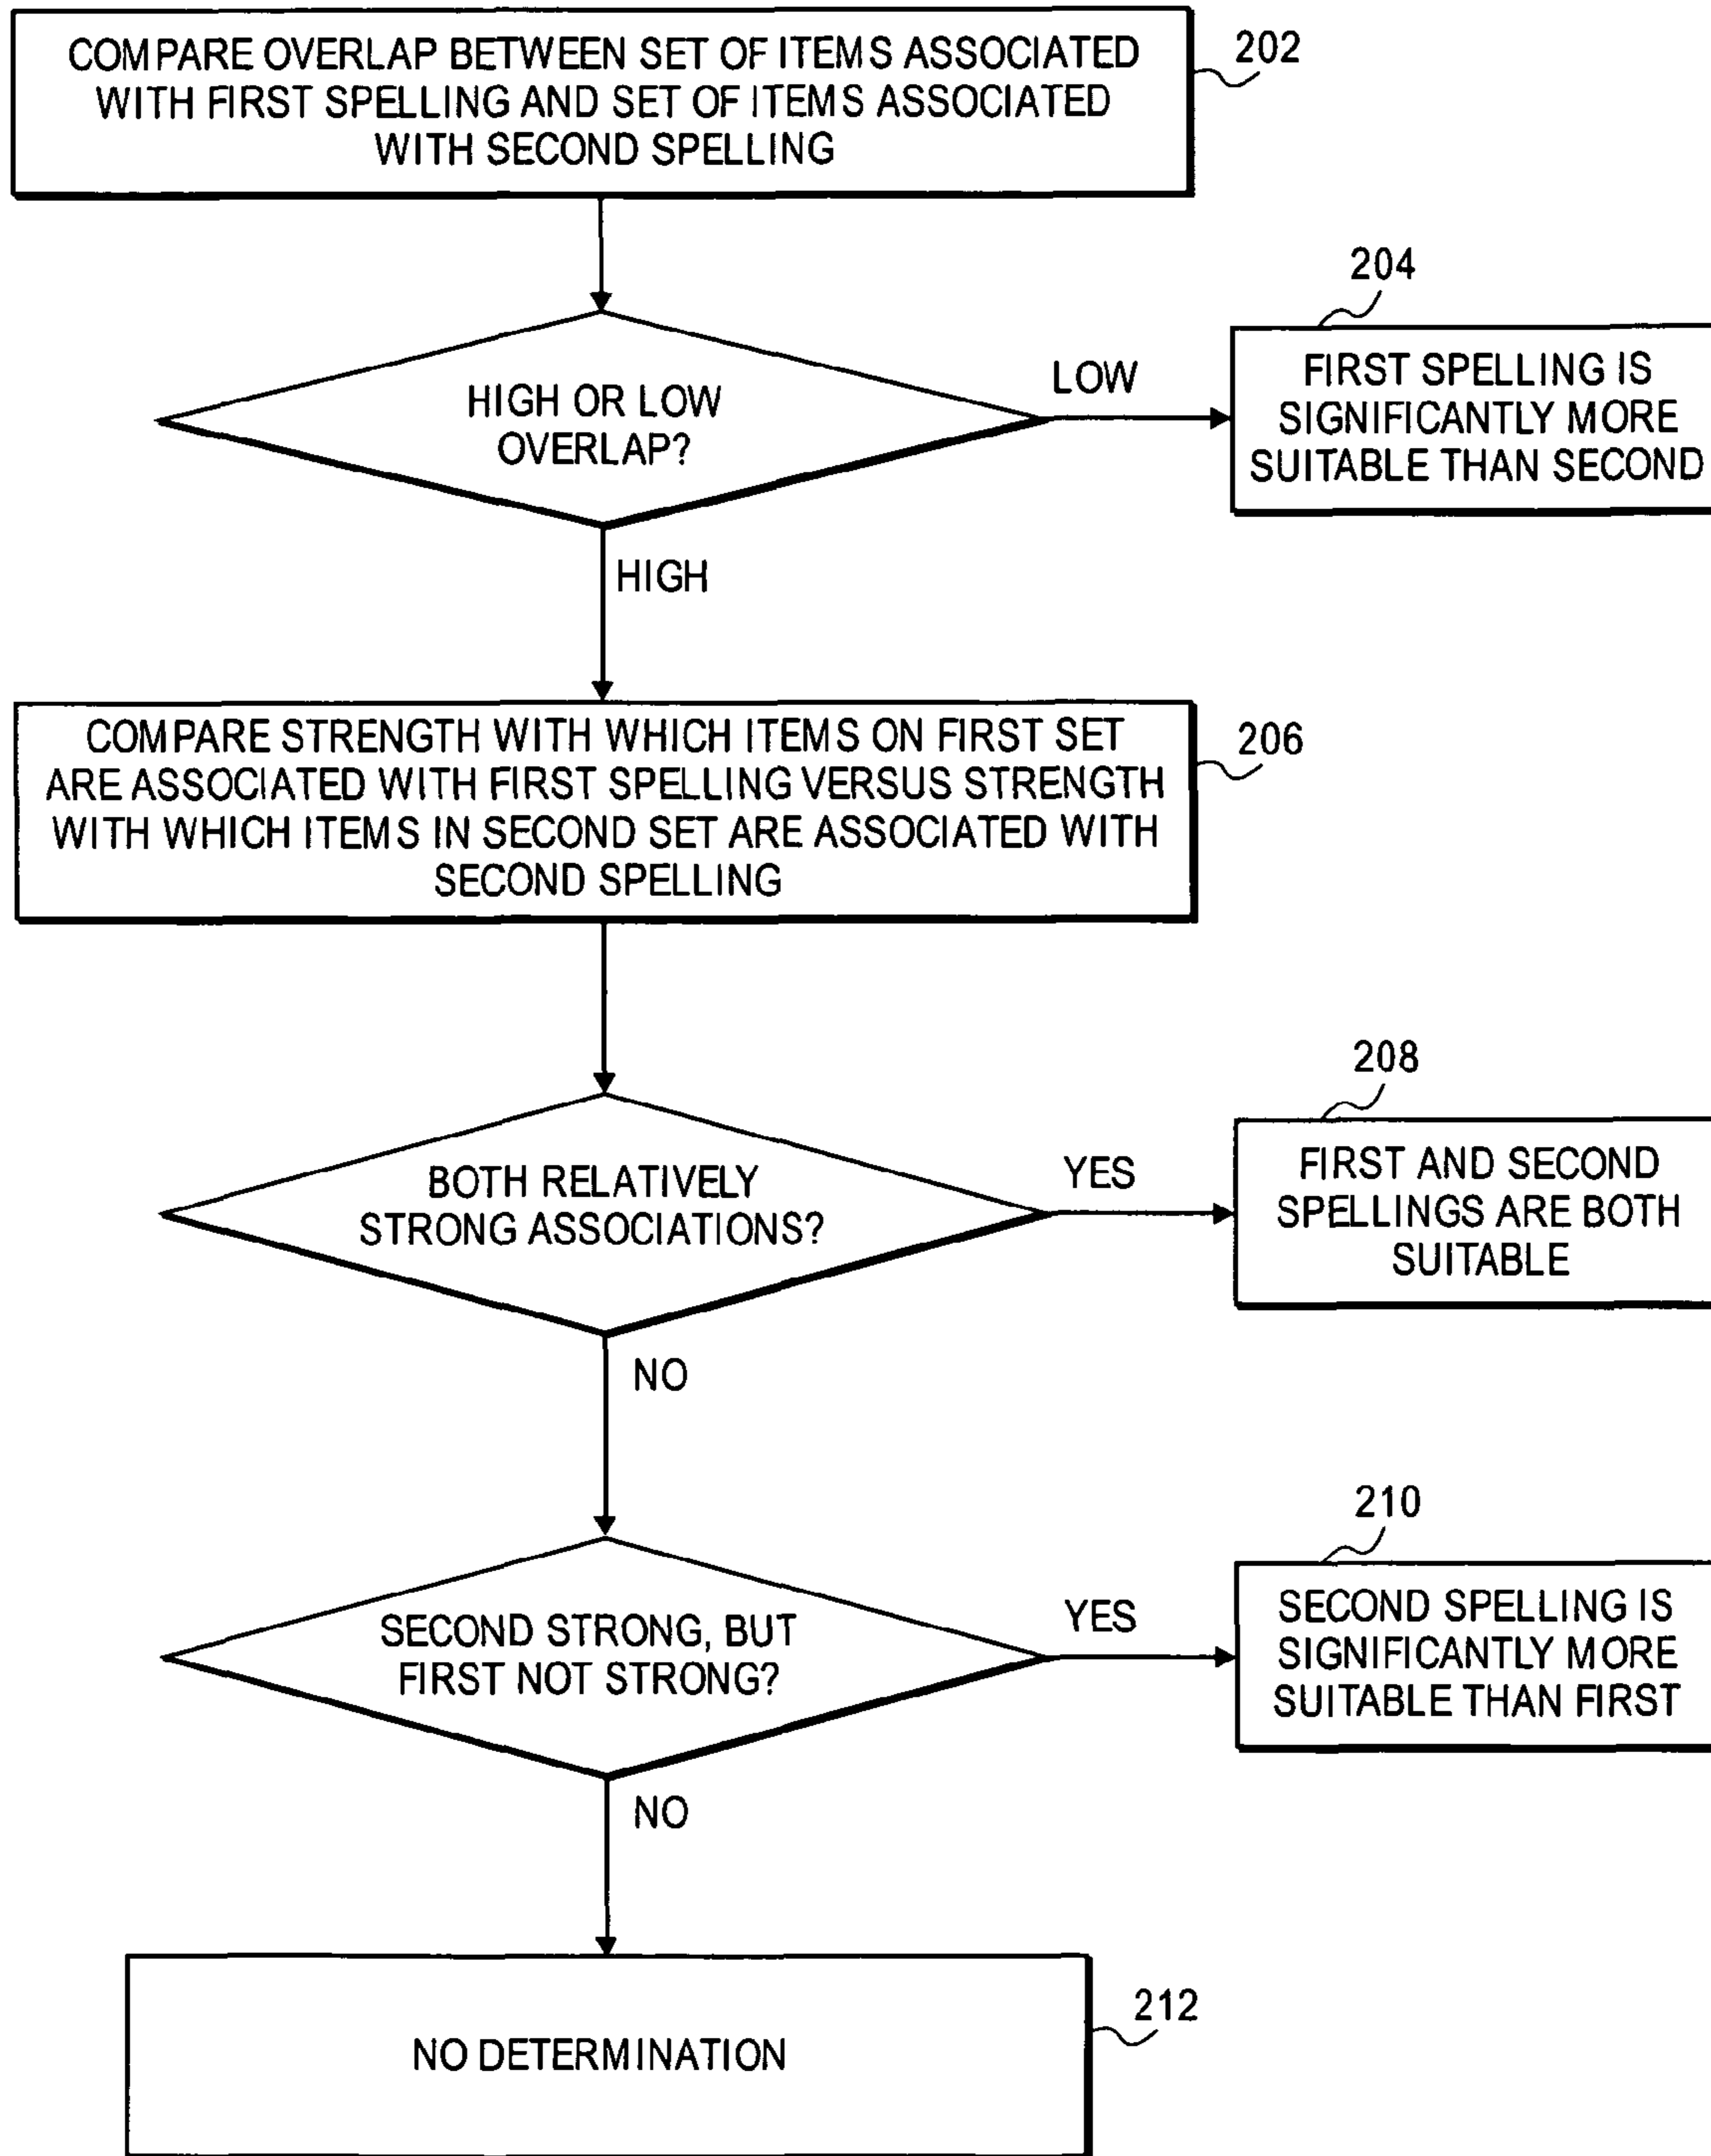 COMPARE OVERLAP BETWEEN SET OF ITEMS ASSOCIATED
WITH FIRST SPELLING AND SET OF ITEMS ASSOCIATED
WITH SECOND SPELLING
202
HIGH OR LOW
OVERLAP?
LOW
204
FIRST SPELLING IS
SIGNIFICANTLY MORE
SUITABLE THAN SECOND
HIGH
COMPARE STRENGTH WITH WHICH ITEMS ON FIRST SET
ARE ASSOCIATED WITH FIRST SPELLING VERSUS STRENGTH
WITH WHICH ITEMS IN SECOND SET ARE ASSOCIATED WITH
SECOND SPELLING
206
BOTH RELATIVELY
STRONG ASSOCIATIONS?
YES
208
FIRST AND SECOND
SPELLINGS ARE BOTH
SUITABLE
NO
SECOND STRONG, BUT
FIRST NOT STRONG?
YES
210
SECOND SPELLING IS
SIGNIFICANTLY MORE
SUITABLE THAN FIRST
NO
NO DETERMINATION
212